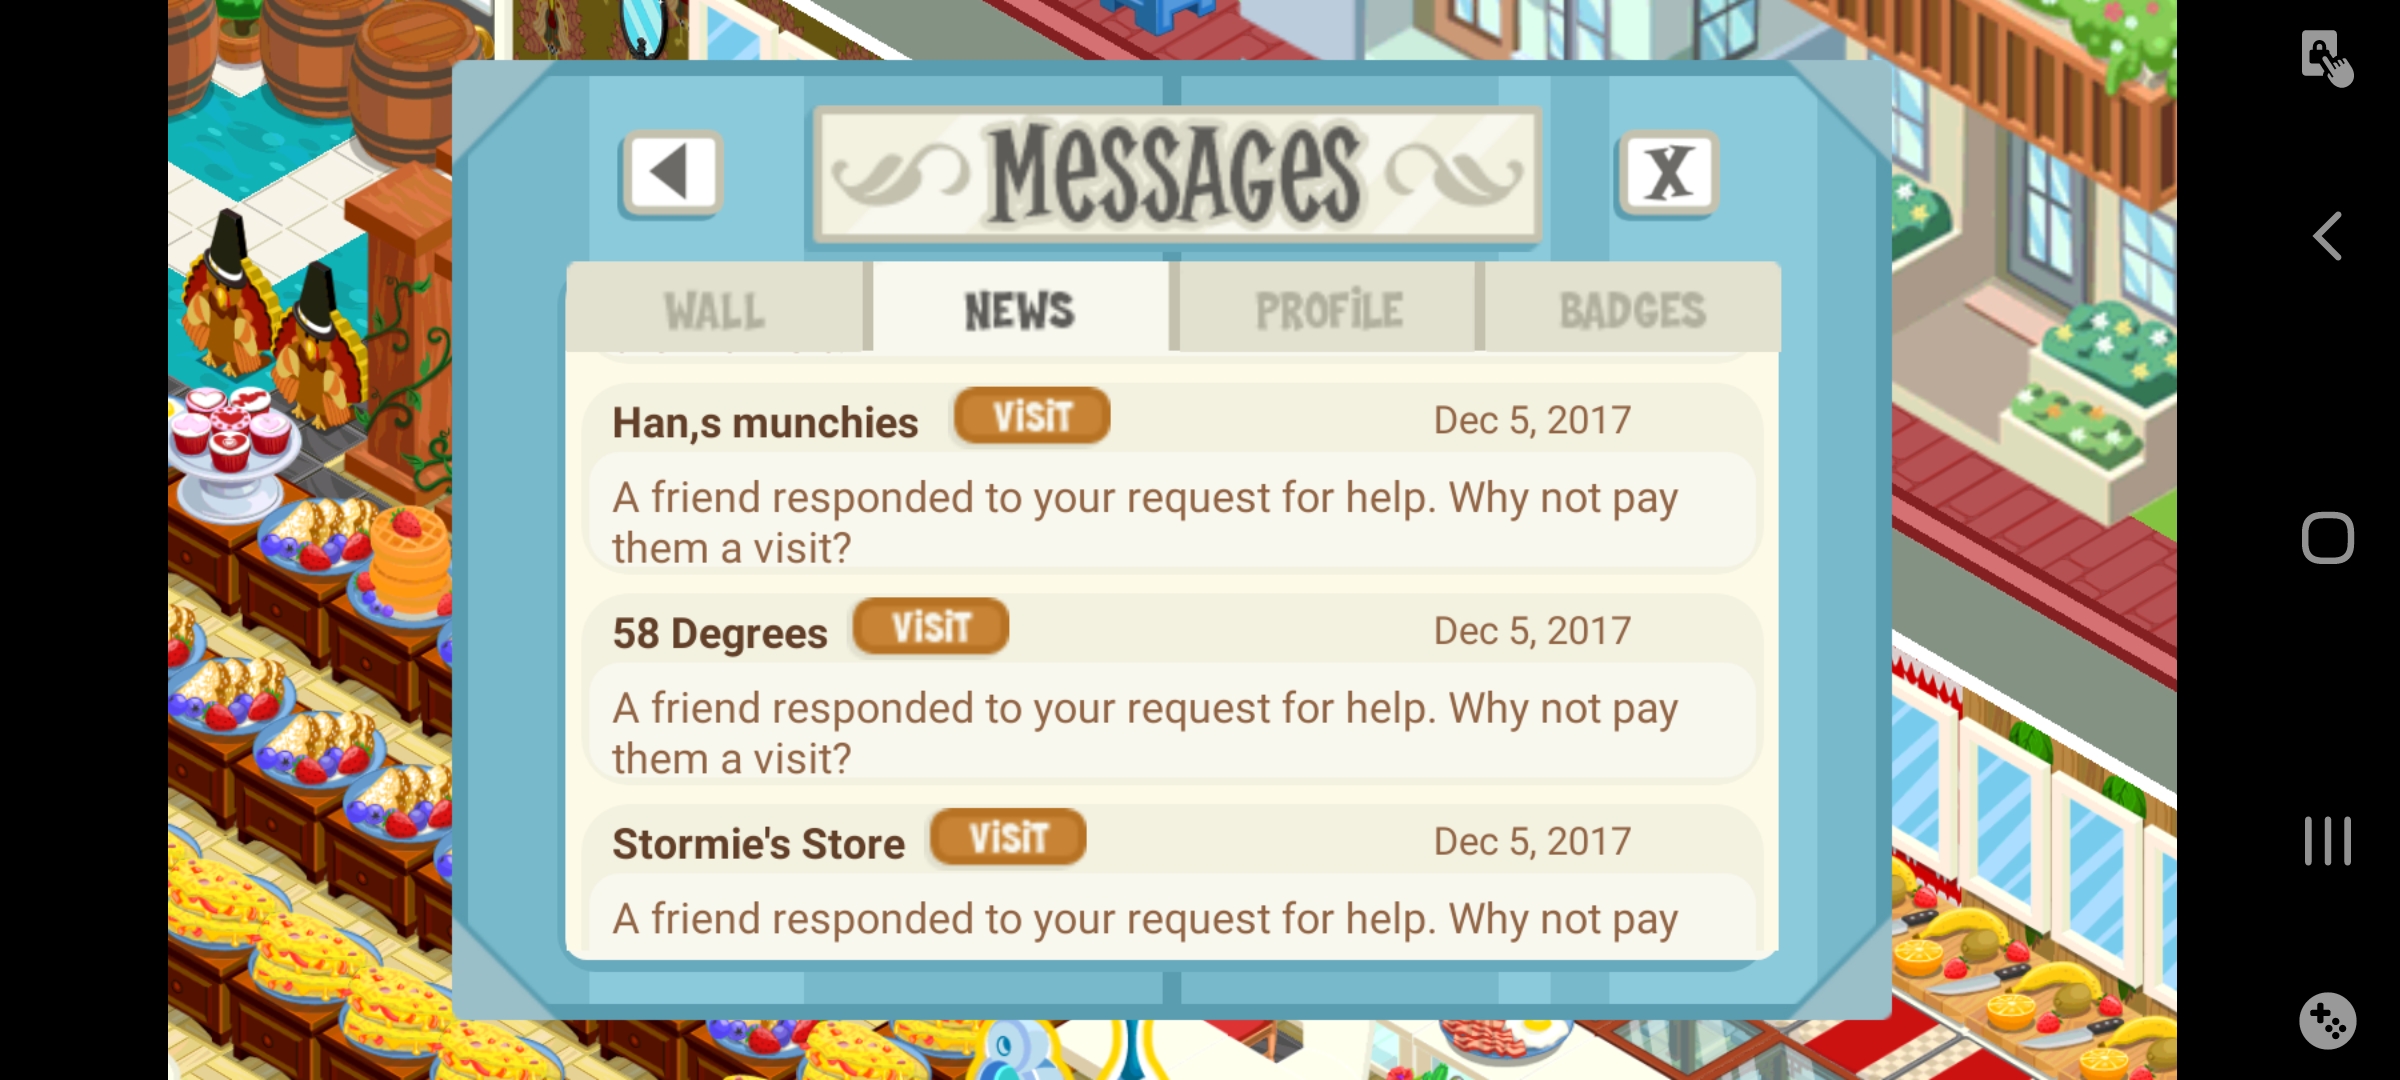 MESSAGES
X
WALL
NEWS
PROFILE
BADGES
Han,s munchies
VISIT
Dec 5, 2017
A friend responded to your request for help. Why not pay
them a visit?
58 Degrees
VISIT
Dec 5, 2017
A friend responded to your request for help. Why not pay
them a visit?
Stormie's Store
VISIT
Dec 5, 2017
A friend responded to your request for help. Why not pay